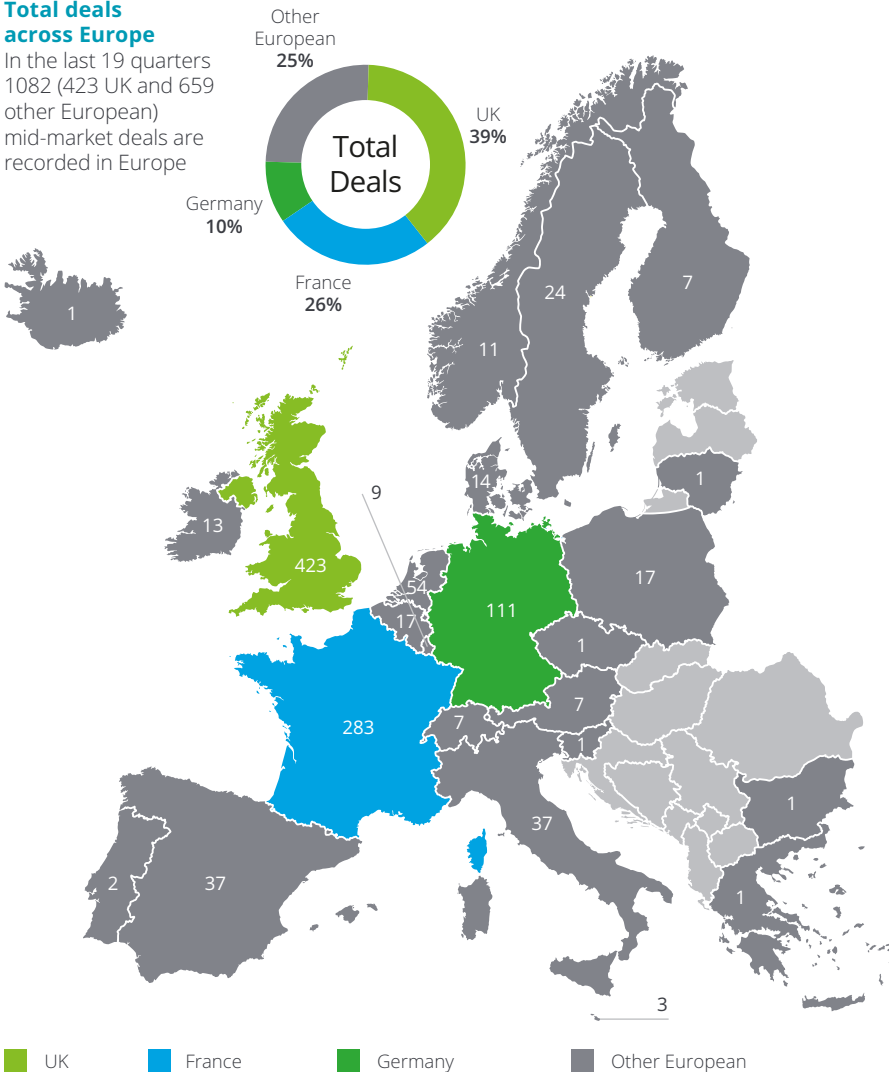 Total deals
across Europe
In the last 19 quarters
1082 (423 UK and 659
other European)
mid-market deals are
recorded in Europe
Other
European
25%
UK
39%
Total
Deals
Germany
10%
France
26%
1
7
24
11
1
14
9
13
423
54
17
111
17
1
283
7
7
1
1
37
2
37
1
3
UK
France
Germany
Other European